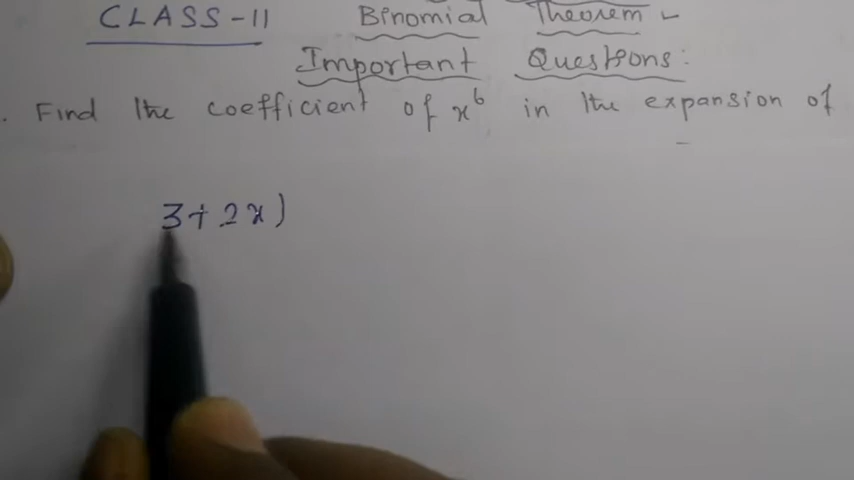 CLASS-11 Binomial Theorem
Important Questions:
. Find the coefficient of x⁶ in the expansion of
3+2x)